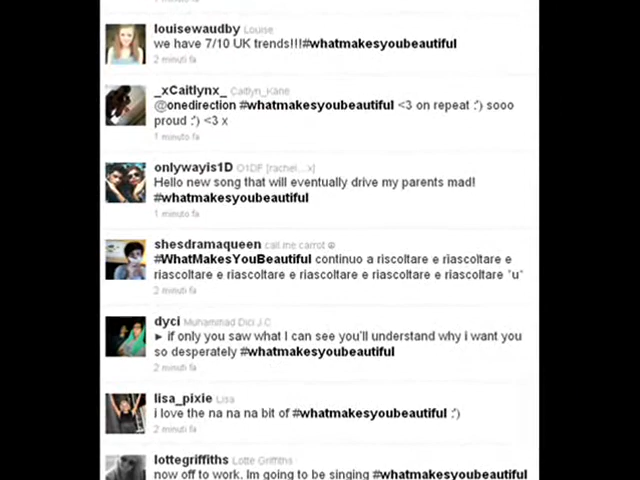 louisewaudby Louise
we have 7/10 UK trends!!!#whatmakesyoubeautiful
2 minuti fa
_xCaitlynx_ Caitlyn_Kane
@onedirection #whatmakesyoubeautiful <3 on repeat :') sooo
proud :') <3 x
1 minuto fa
onlywayis1D O1DF [rachel...x]
Hello new song that will eventually drive my parents mad!
#whatmakesyoubeautiful
1 minuto fa
shesdramaqueen call me carrot ☮
#WhatMakesYouBeautiful continuo a riscoltare e riascoltare e
riascoltare e riascoltare e riascoltare e riascoltare e riascoltare *u*
2 minuti fa
dyci Muhammad Dici J.C
► if only you saw what I can see you'll understand why i want you
so desperately #whatmakesyoubeautiful
2 minuti fa
lisa_pixie Lisa
i love the na na na bit of #whatmakesyoubeautiful :')
2 minuti fa
lottegriffiths Lotte Griffiths
now off to work. Im going to be singing #whatmakesyoubeautiful